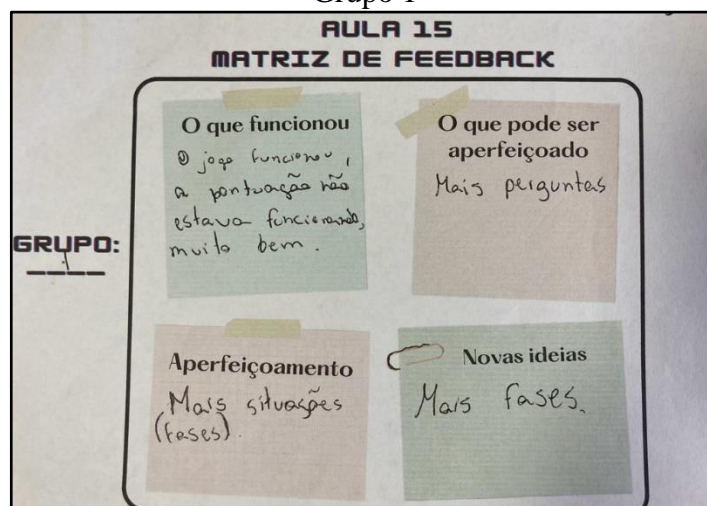 Grupo 1
AULA 15
MATRIZ DE FEEDBACK
GRUPO:
1
O que funcionou
O jogo funcionou,
a pontuação não
estava funcionando,
muito bem.
O que pode ser
aperfeiçoado
Mais perguntas
Aperfeiçoamento
Mais situações
(fases).
Novas ideias
Mais fases.